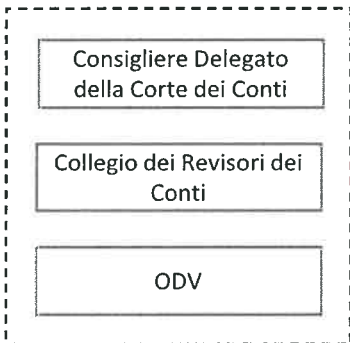 Consigliere Delegato
della Corte dei Conti
Collegio dei Revisori dei
Conti
ODV